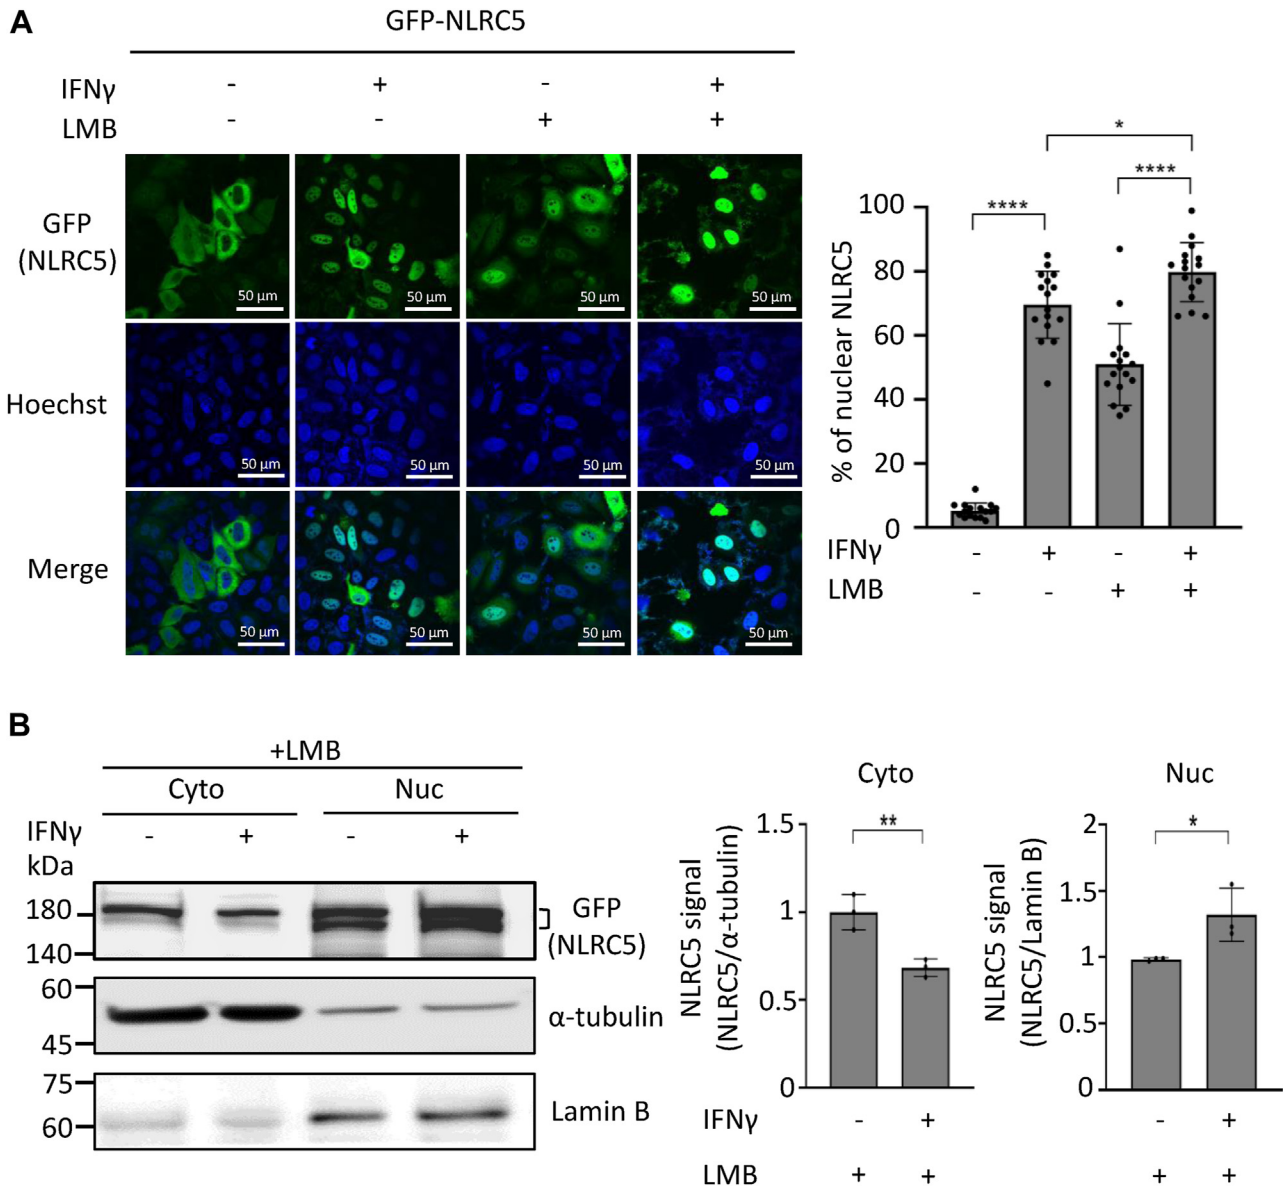 A
GFP-NLRC5
IFNγ - + - +
LMB - - + +
GFP
(NLRC5)
50 µm 50 µm 50 µm 50 µm
Hoechst
50 µm 50 µm 50 µm 50 µm
Merge
50 µm 50 µm 50 µm 50 µm
*
**** ****
% of nuclear NLRC5
100
80
60
40
20
0
IFNγ - + - +
LMB - - + +
B
+LMB
Cyto Nuc
IFNγ - + - +
kDa
180
140
GFP
(NLRC5)
60
45
α-tubulin
75
60
Lamin B
Cyto
NLRC5 signal
(NLRC5/α-tubulin)
1.5
1
0.5
0
**
IFNγ - +
LMB + +
Nuc
NLRC5 signal
(NLRC5/Lamin B)
2
1.5
1
0.5
0
*
- +
+ +